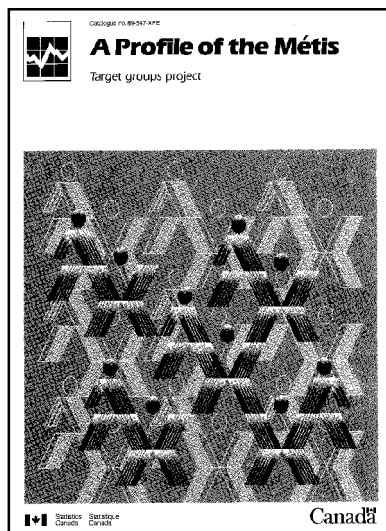 Catalogue no. 89-547-XPE
A Profile of the Métis
Target groups project
Statistics Statistique
Canada Canada
Canada